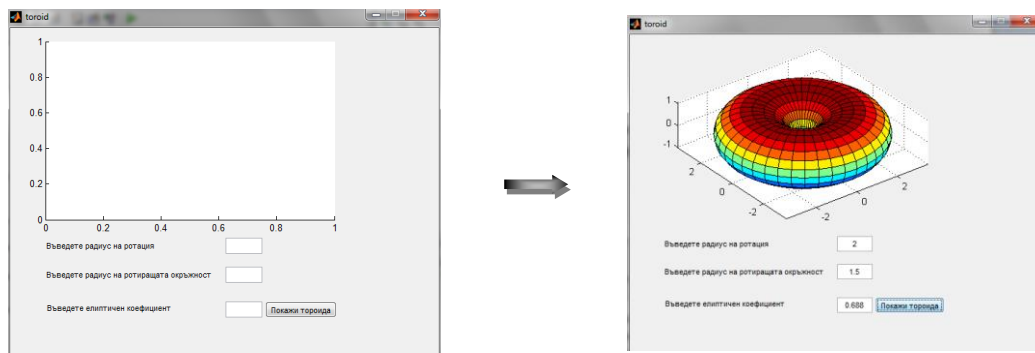 toroid
1
0.8
0.6
0.4
0.2
0
0 0.2 0.4 0.6 0.8 1
Въведете радиус на ротация
Въведете радиус на ротиращата окръжност
Въведете елиптичен коефициент Покажи тороида
toroid
1
0
-1
2
0
-2
2
0
-2
Въведете радиус на ротация 2
Въведете радиус на ротиращата окръжност 1.5
Въведете елиптичен коефициент 0.688 Покажи тороида